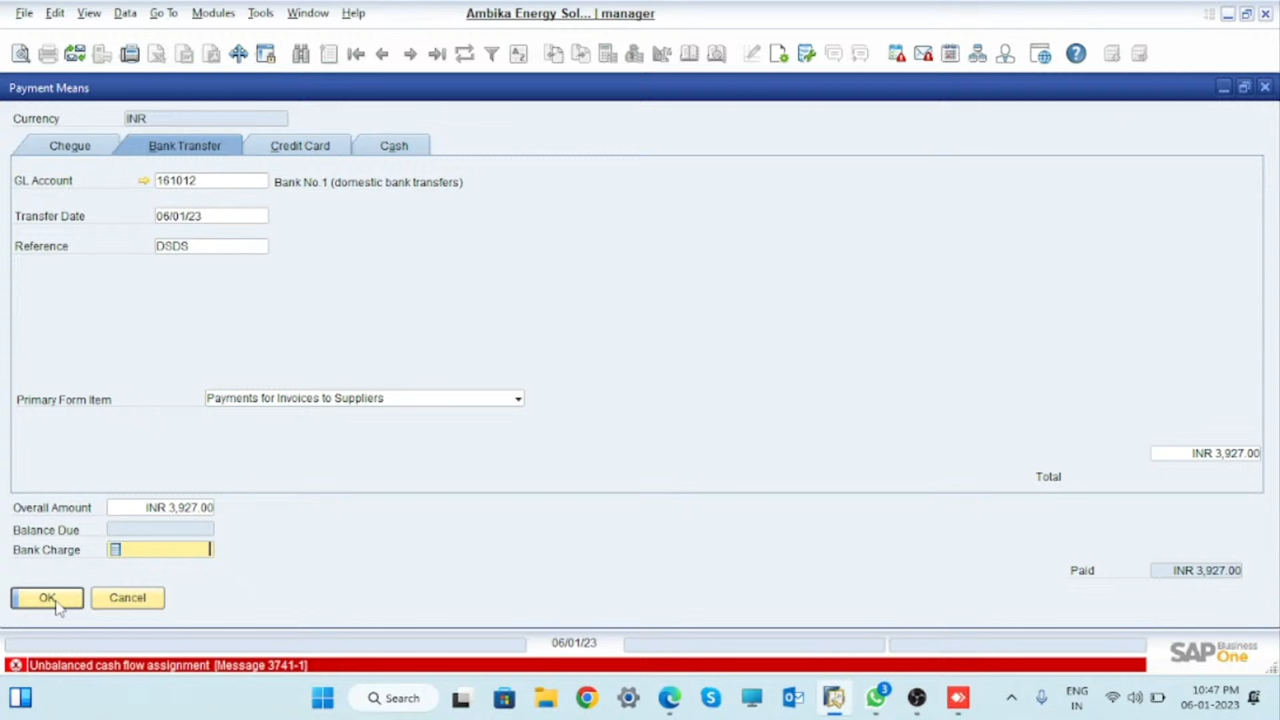 File Edit View Data Go To Modules Tools Window Help Ambika Energy Sol... | manager
Payment Means
Currency INR
Cheque Bank Transfer Credit Card Cash
GL Account 161012 Bank No.1 (domestic bank transfers)
Transfer Date 06/01/23
Reference DSDS
Primary Form Item Payments for Invoices to Suppliers
INR 3,927.00
Total
Overall Amount INR 3,927.00
Balance Due
Bank Charge
Paid INR 3,927.00
OK Cancel
06/01/23
SAP Business One
Unbalanced cash flow assignment [Message 3741-1]
Search
3
ENG
IN
10:47 PM
06-01-2023